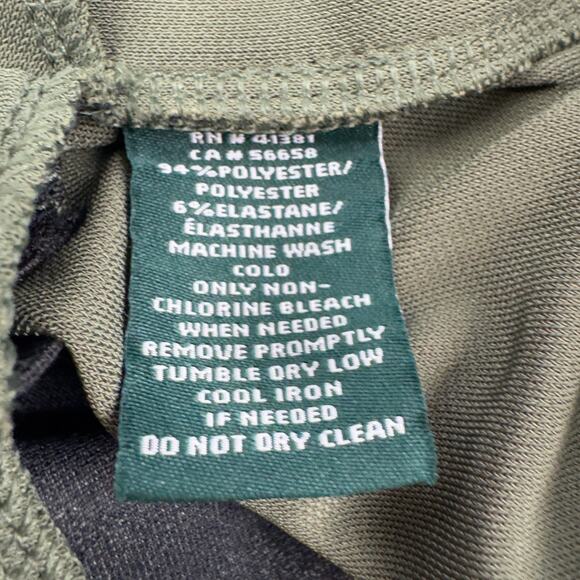 RN # 41381
CA # 56658
94%POLYESTER/
POLYESTER
6%ELASTANE/
ÉLASTHANNE
MACHINE WASH
COLD
ONLY NON-
CHLORINE BLEACH
WHEN NEEDED
REMOVE PROMPTLY
TUMBLE DRY LOW
COOL IRON
IF NEEDED
DO NOT DRY CLEAN